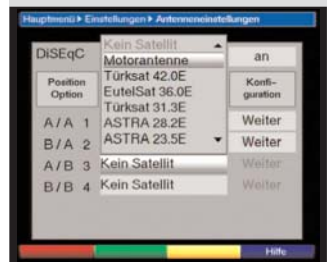 Hauptmenü ▸ Einstellungen ▸ Antenneneinstellungen
DiSEqC
Kein Satellit
an
Motorantenne
Position
Option
Türksat 42.0E
EutelSat 36.0E
Konfi-
guration
Türksat 31.3E
A/A 1
ASTRA 28.2E
Weiter
B/A 2
ASTRA 23.5E
Weiter
A/B 3
Kein Satellit
Weiter
B/B 4
Kein Satellit
Weiter
Hilfe